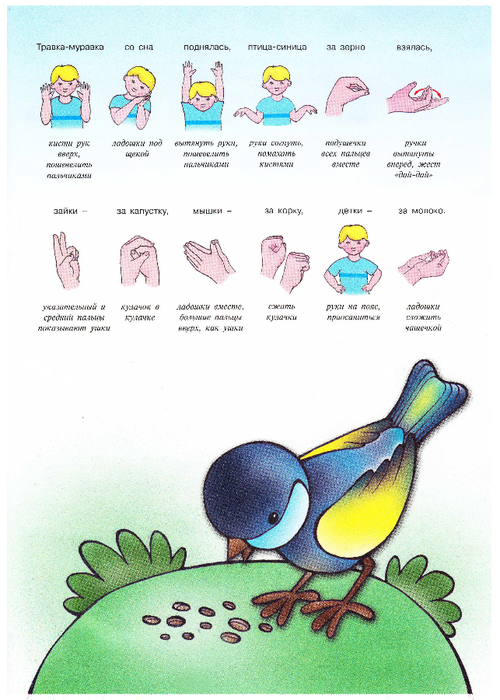 Травка-муравка со сна поднялась, птица-синица за зерно взялась,
кисти рук вверх, пошевелить пальчиками
ладошки под щекой
вытянуть руки, пошевелить пальчиками
руки согнуть, помахать кистями
подушечки всех пальцев вместе
ручки вытянуты вперед, жест «дай-дай»
зайки – за капустку, мышки – за корку, детки – за молоко.
указательный и средний пальцы показывают ушки
кулачок в кулачке
ладошки вместе, большие пальцы вверх, как ушки
сжать кулачки
руки на пояс, приосаниться
ладошки сложить чашечкой